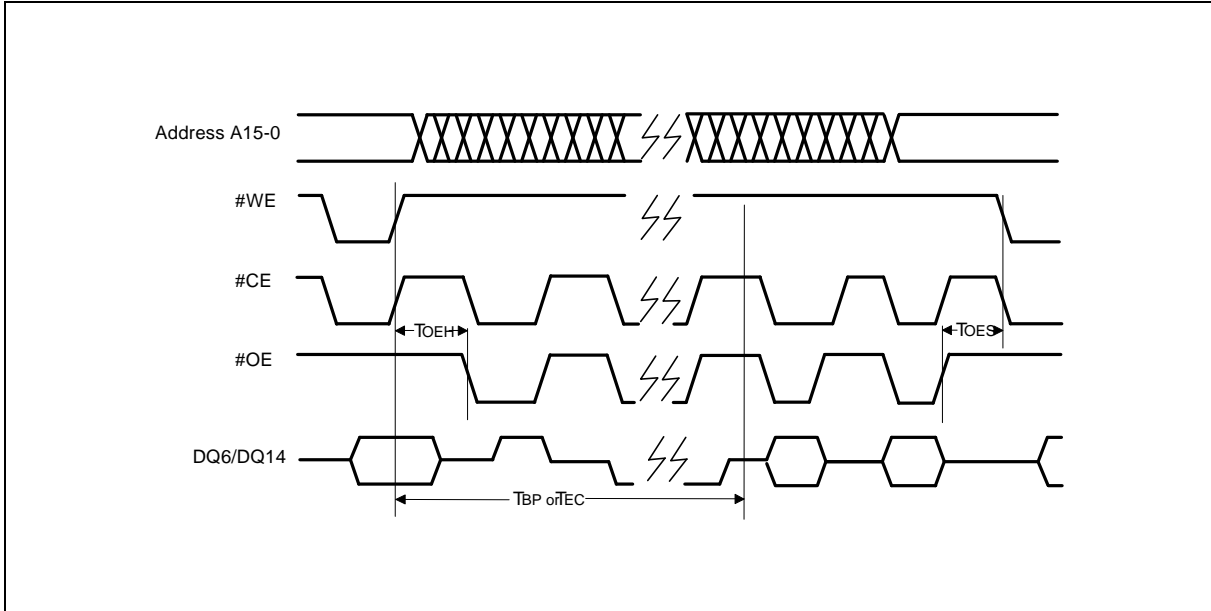 Address A15-0
#WE
#CE
TOEH
TOES
#OE
DQ6/DQ14
TBP orTEC